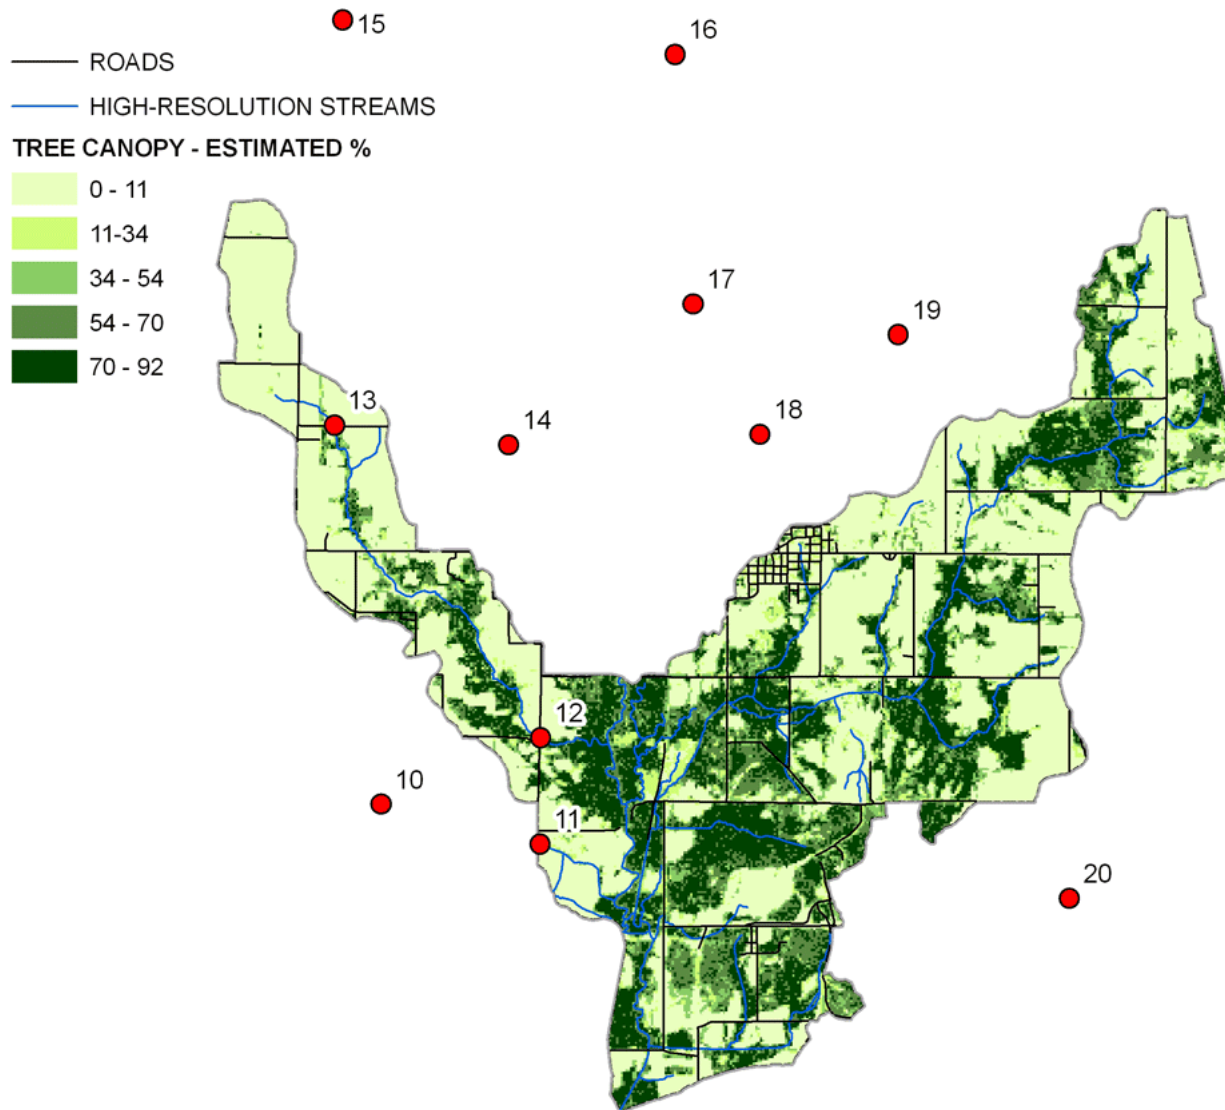 15
16
ROADS
HIGH-RESOLUTION STREAMS
TREE CANOPY - ESTIMATED %
0 - 11
11-34
34 - 54
54 - 70
70 - 92
17
19
13
14
18
12
10
11
20